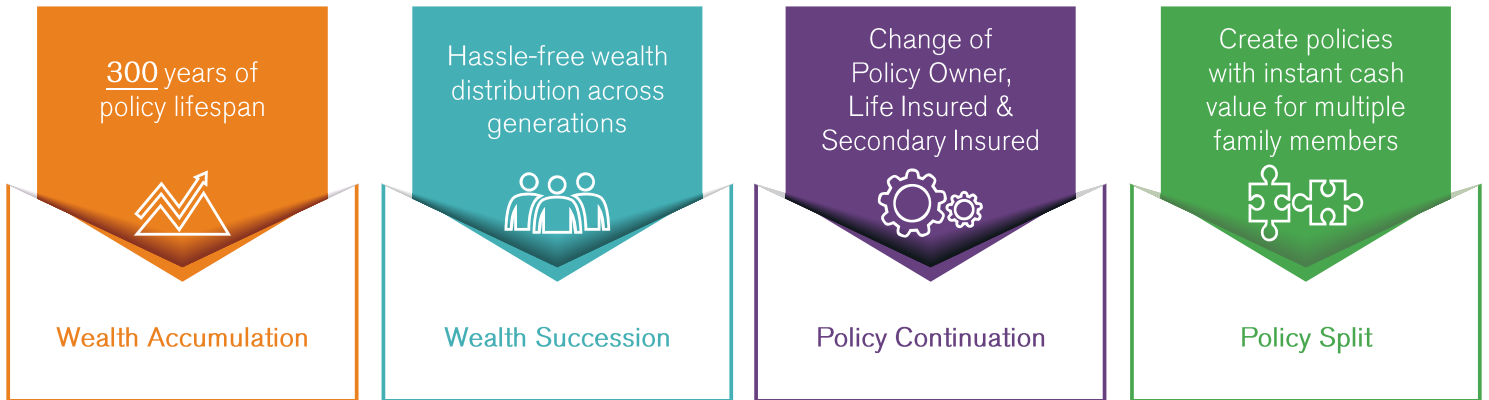 300 years of
policy lifespan
Wealth Accumulation
Hassle-free wealth
distribution across
generations
Wealth Succession
Change of
Policy Owner,
Life Insured &
Secondary Insured
Policy Continuation
Create policies
with instant cash
value for multiple
family members
Policy Split